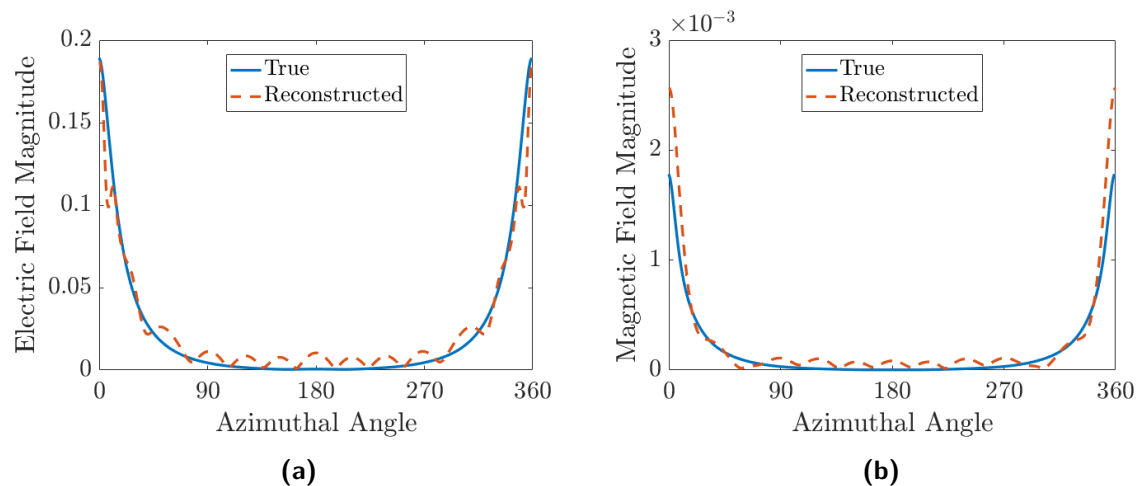 0.2
0.15
0.1
0.05
0
Electric Field Magnitude
True
Reconstructed
0 90 180 270 360
Azimuthal Angle
(a)
×10⁻³
3
2
1
0
Magnetic Field Magnitude
True
Reconstructed
0 90 180 270 360
Azimuthal Angle
(b)